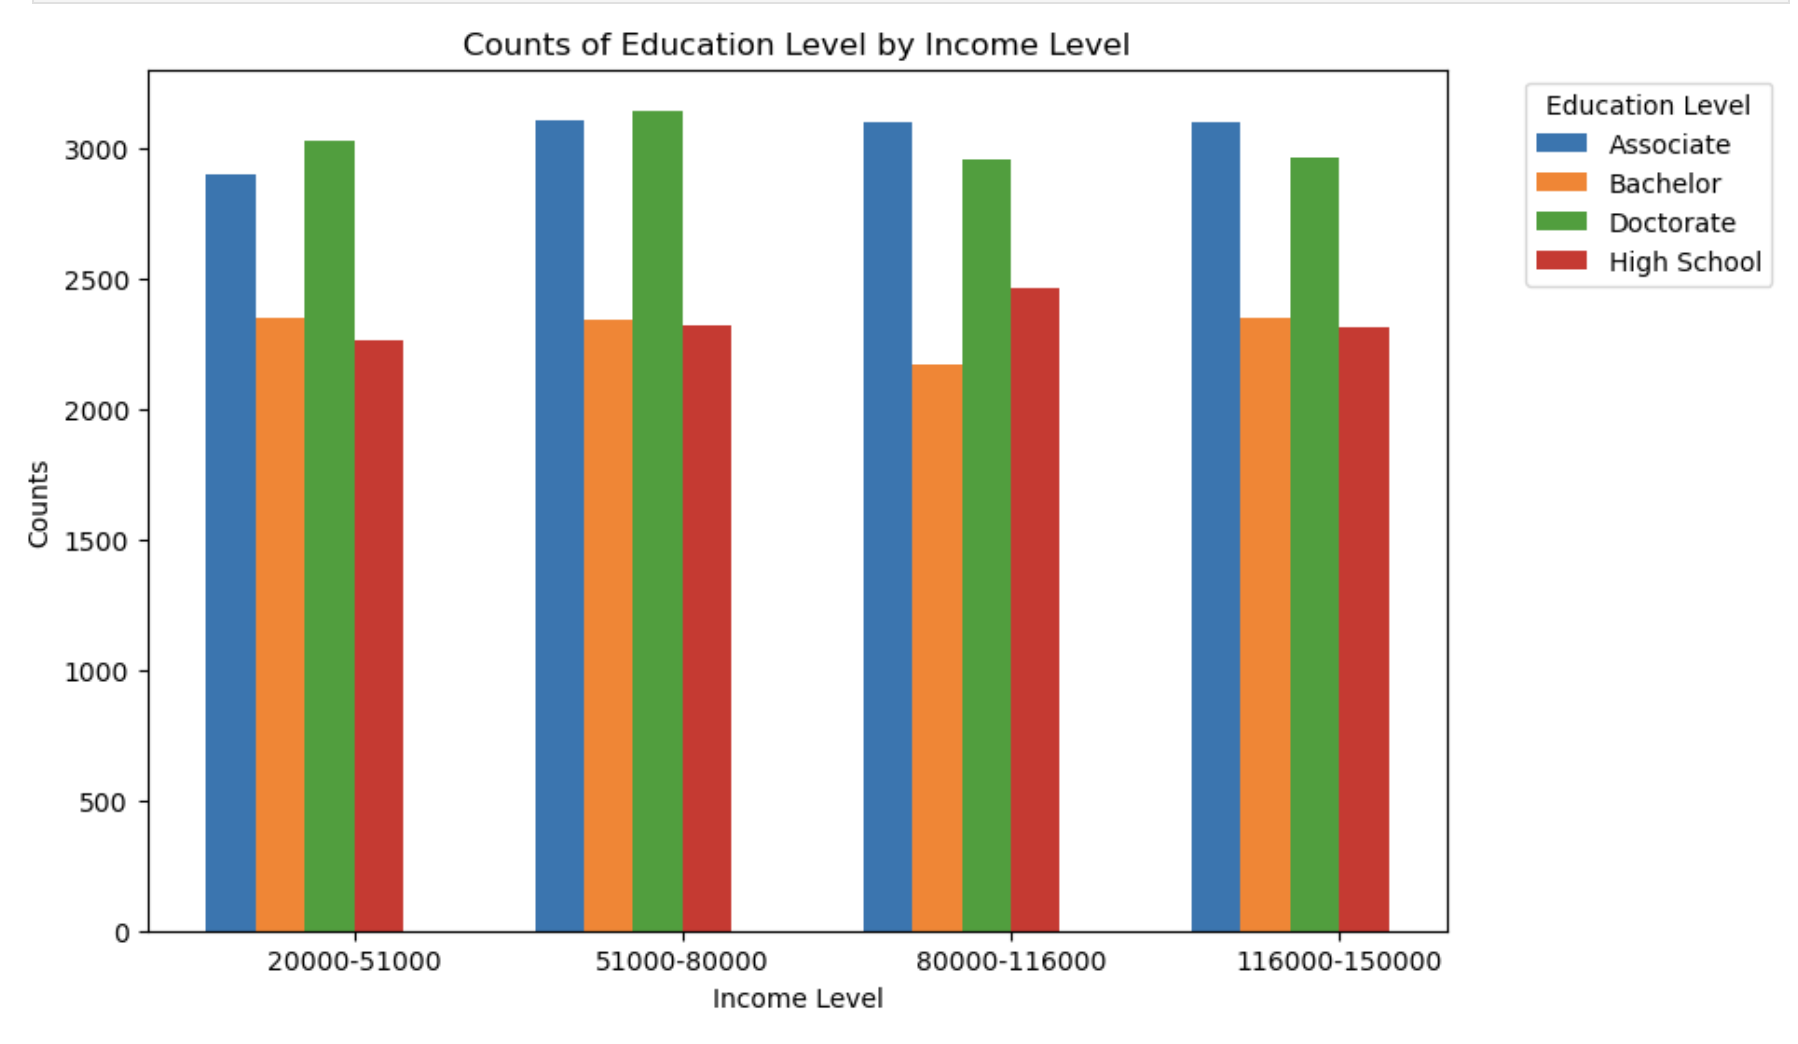 Counts of Education Level by Income Level
Education Level
Associate
Bachelor
Doctorate
High School
Counts
3000
2500
2000
1500
1000
500
0
20000-51000 51000-80000 80000-116000 116000-150000
Income Level